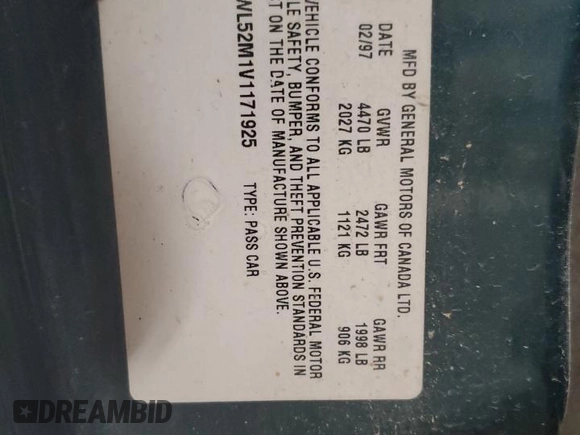 MFD BY GENERAL MOTORS OF CANADA LTD.
DATE GVWR GAWR FRT GAWR RR
02/97 4470 LB 2472 LB 1998 LB
2027 KG 1121 KG 906 KG
VEHICLE CONFORMS TO ALL APPLICABLE U.S. FEDERAL MOTOR
LE SAFETY, BUMPER, AND THEFT PREVENTION STANDARDS IN
ON THE DATE OF MANUFACTURE SHOWN ABOVE.
WL52M1V1171925 TYPE: PASS CAR
DREAMBID